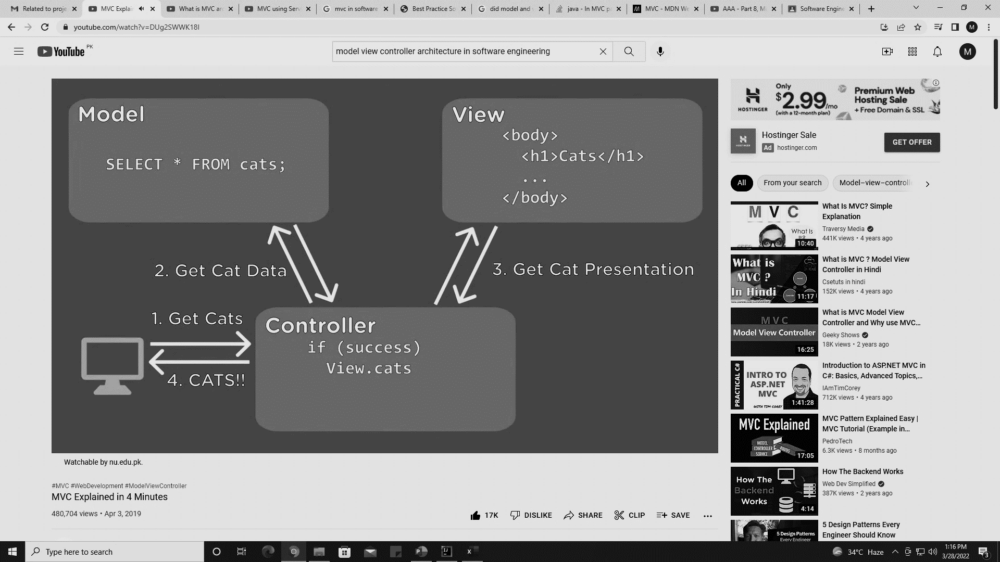 Related to proje
MVC Explain
What is MVC arc
MVC using Serv
mvc in software
Best Practice So
did model and v
java - In MVC pa
MVC - MDN We
AAA - Part 8, M
Software Engine
youtube.com/watch?v=DUg2SWWK18I
M
YouTube PK
model view controller architecture in software engineering
M
Model
SELECT * FROM cats;
View
<body>
<h1>Cats</h1>
...
</body>
2. Get Cat Data
3. Get Cat Presentation
1. Get Cats
4. CATS!!
Controller
if (success)
View.cats
Watchable by nu.edu.pk.
#MVC #WebDevelopment #ModelViewController
MVC Explained in 4 Minutes
480,704 views • Apr 3, 2019
17K DISLIKE SHARE CLIP SAVE ...
HOSTINGER
Only
$2.99/mo
(with a 12-month plan)
Premium Web
Hosting Sale
+ Free Domain & SSL
Hostinger Sale
Ad hostinger.com
GET OFFER
All From your search Model–view–controll
M V C
What Is
It?
10:40
What Is MVC? Simple
Explanation
Traversy Media
441K views • 4 years ago
What is
MVC ?
In Hindi
11:17
What is MVC ? Model View
Controller in Hindi
Csetuts in hindi
152K views • 4 years ago
MVC
Model View Controller
16:25
What is MVC Model View
Controller and Why use MVC...
Geeky Shows
18K views • 2 years ago
PRACTICAL C#
INTRO TO
ASP.NET
MVC
WITH TIM COREY
1:41:28
Introduction to ASP.NET MVC in
C#: Basics, Advanced Topics,...
IAmTimCorey
712K views • 4 years ago
MVC Explained
MODEL
CONTROLLER
SERVICE
ROUTES
17:05
MVC Pattern Explained Easy |
MVC Tutorial (Example in...
PedroTech
6.3K views • 8 months ago
How The
Backend
Works
4:14
How The Backend Works
Web Dev Simplified
387K views • 2 years ago
5 Design Patterns
Every Engineer
5 Design Patterns Every
Engineer Should Know
Type here to search
34°C Haze
1:16 PM
3/28/2022
3